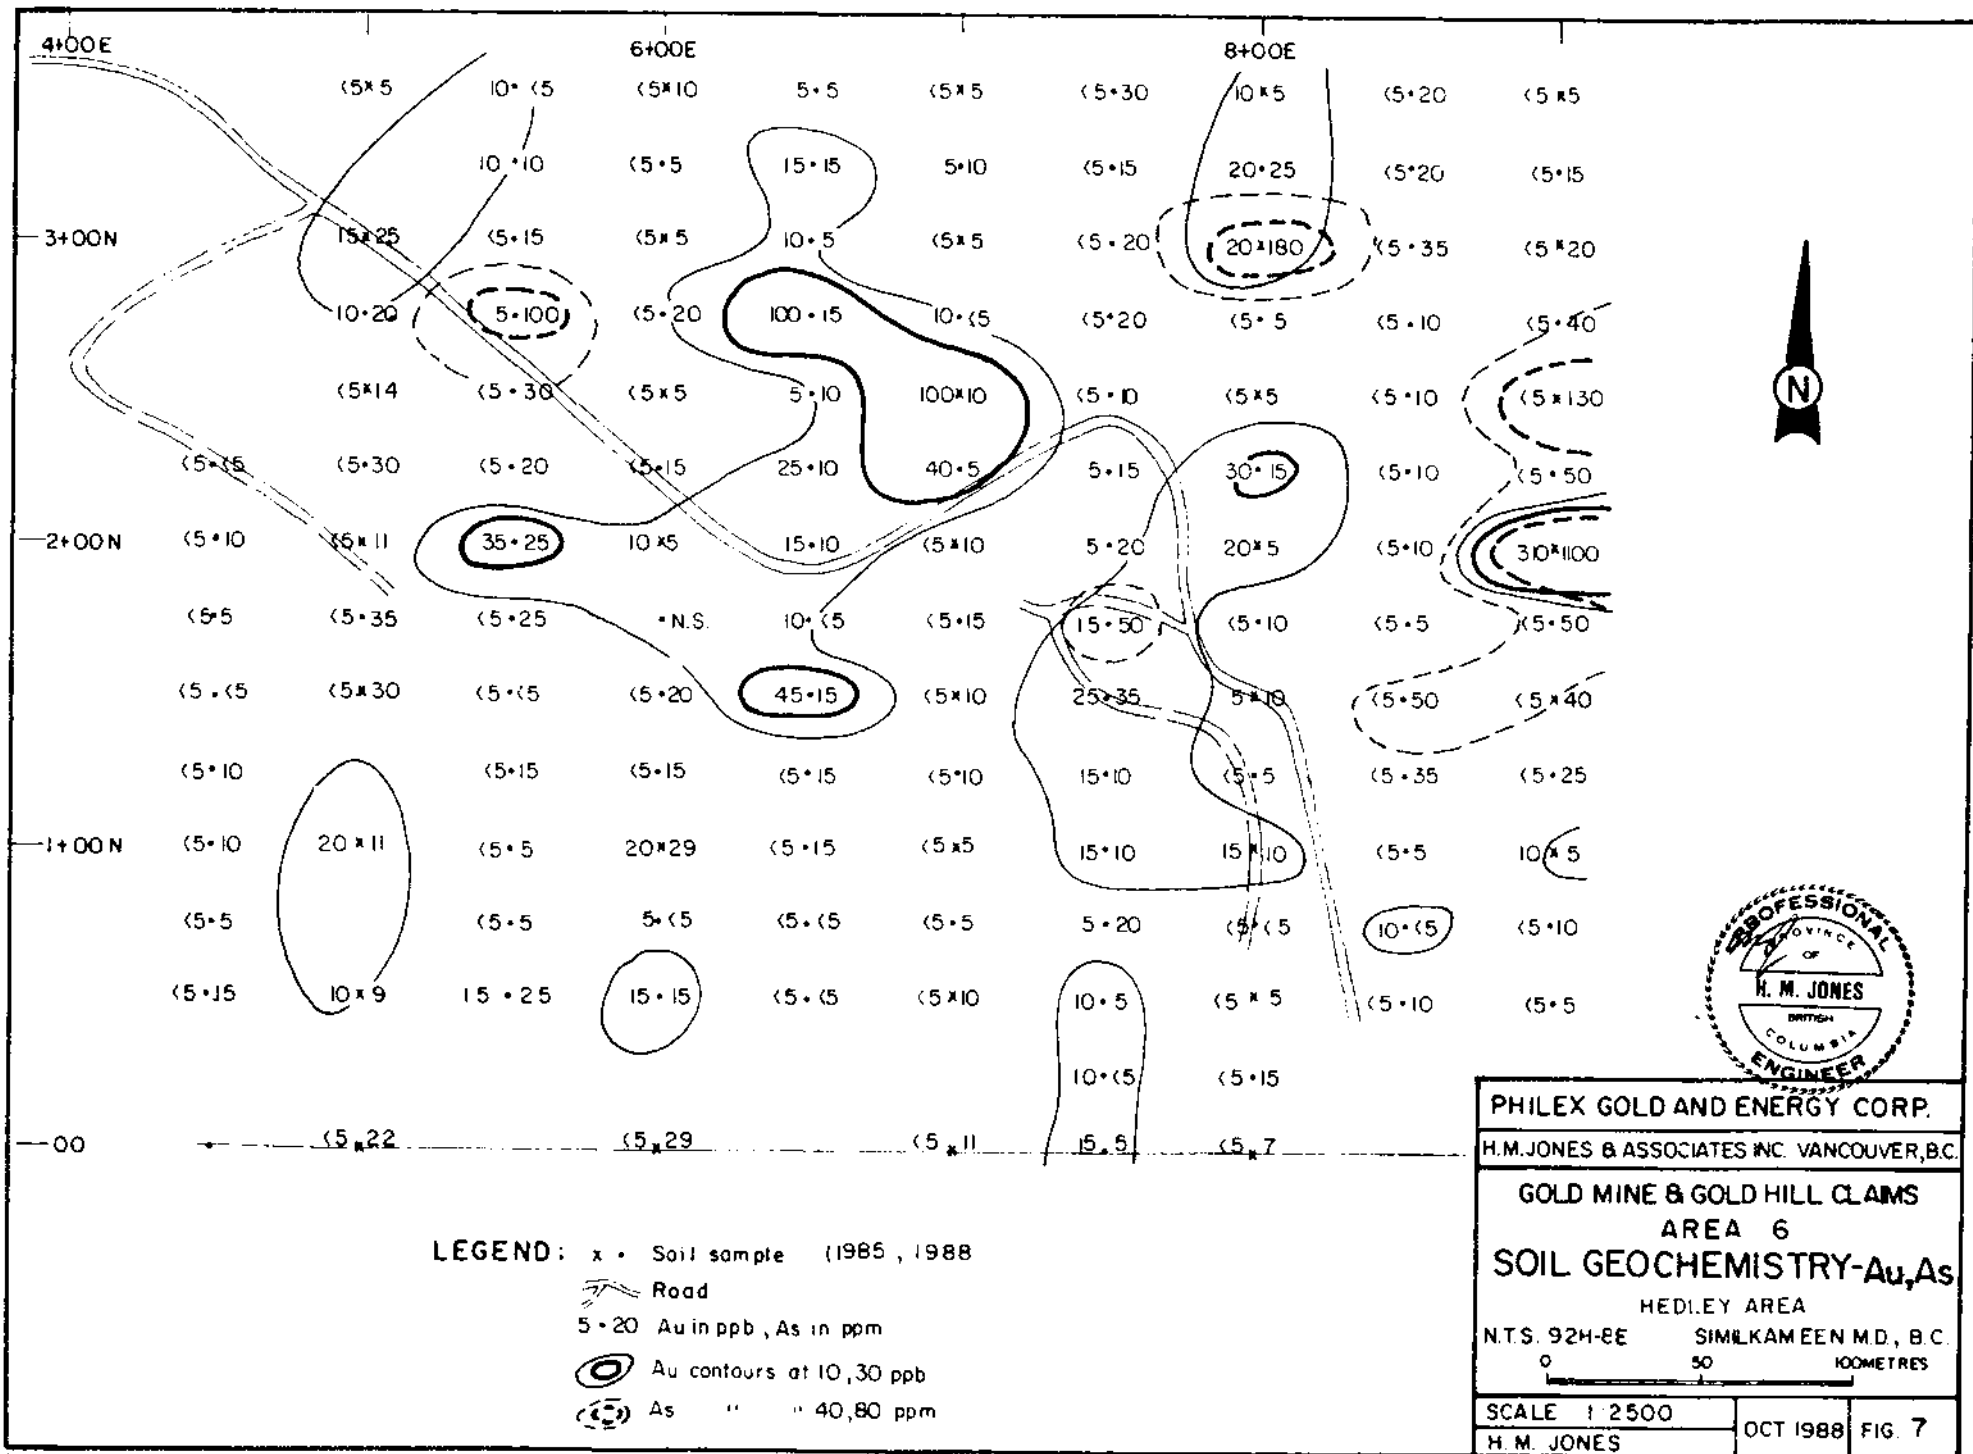 4+00E 6+00E 8+00E
<5x5 10•<5 <5x10 5•5 <5x5 <5•30 10x5 <5•20 <5x5
10•10 <5•5 15•15 5•10 <5•15 20•25 <5•20 <5•15
3+00N 15x25 <5•15 <5x5 10•5 <5x5 <5•20 20x180 <5•35 <5x20
10•20 5•100 <5•20 100•15 10•<5 <5•20 <5•5 <5•10 <5•40
<5x14 <5•30 <5x5 5•10 100x10 <5•10 <5x5 <5•10 <5x130
<5•<5 <5•30 <5•20 <5•15 25•10 40•5 5•15 30•15 <5•10 <5•50
2+00N <5•10 <5x11 35•25 10x5 15•10 <5x10 5•20 20x5 <5•10 310x1100
<5•5 <5•35 <5•25 •N.S. 10•<5 <5•15 15•50 <5•10 <5•5 <5•50
<5•<5 <5x30 <5•<5 <5•20 45•15 <5x10 25•35 5x10 <5•50 <5x40
<5•10 <5•15 <5•15 <5•15 <5•10 15•10 <5•5 <5•35 <5•25
1+00N <5•10 20x11 <5•5 20x29 <5•15 <5x5 15•10 15x10 <5•5 10x5
<5•5 <5•5 5•<5 <5•<5 <5•5 5•20 <5•<5 10•<5 <5•10
<5•15 10x9 15•25 15•15 <5•<5 <5x10 10•5 <5x5 <5•10 <5•5
10•<5 <5•15
00 <5x22 <5x29 <5x11 15•5 <5x7
N
PROFESSIONAL
PROVINCE
OF
H. M. JONES
BRITISH
COLUMBIA
ENGINEER
LEGEND: x • Soil sample (1985, 1988
Road
5•20 Au in ppb, As in ppm
Au contours at 10,30 ppb
As " " 40,80 ppm
PHILEX GOLD AND ENERGY CORP.
H.M.JONES & ASSOCIATES INC. VANCOUVER,B.C.
GOLD MINE & GOLD HILL CLAIMS
AREA 6
SOIL GEOCHEMISTRY-Au,As
HEDLEY AREA
N.T.S. 92H-8E SIMILKAMEEN M.D., B.C.
0 50 100METRES
SCALE 1:2500
H. M. JONES
OCT 1988
FIG. 7